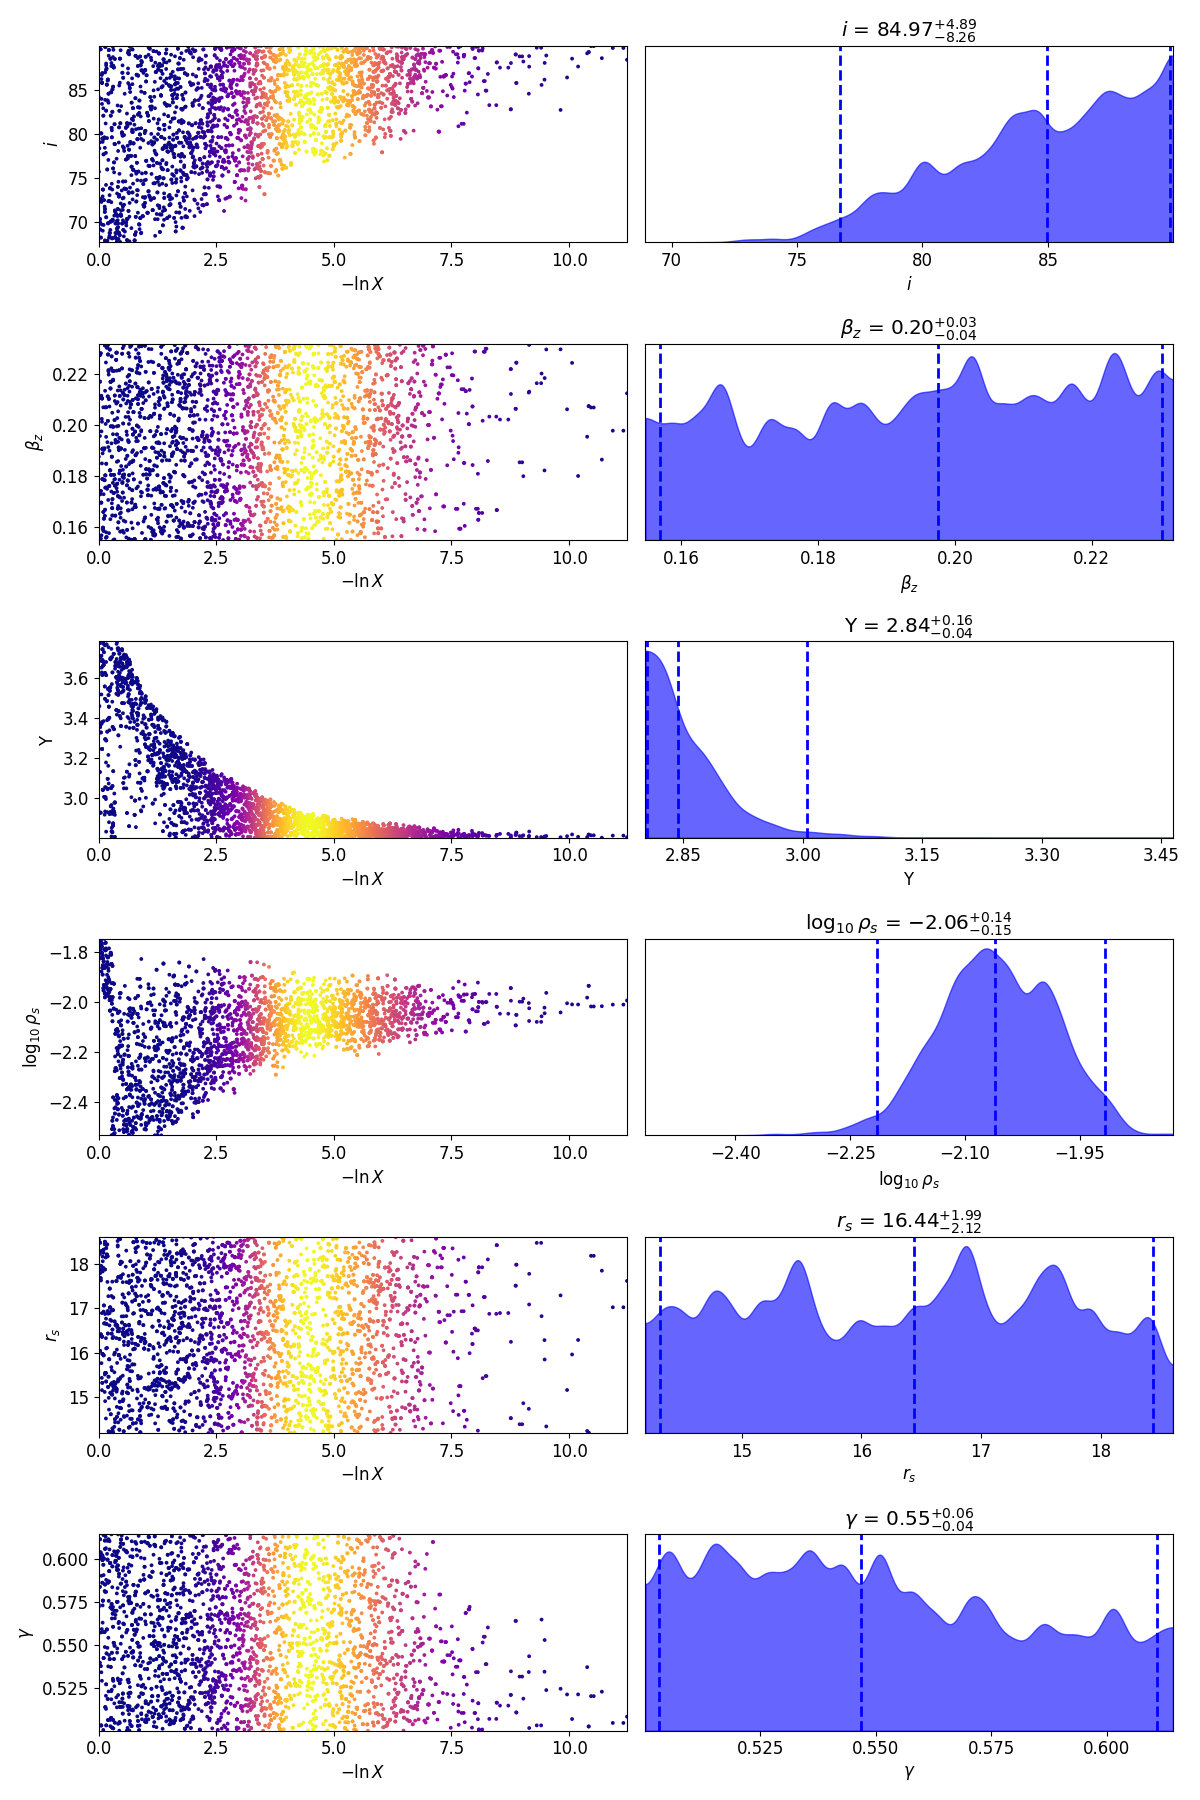 i = 84.97+4.89−8.26
85
80
75
70
i
0.0 2.5 5.0 7.5 10.0
−ln X
70 75 80 85
i
βz = 0.20+0.03−0.04
0.22
0.20
0.18
0.16
βz
0.0 2.5 5.0 7.5 10.0
−ln X
0.16 0.18 0.20 0.22
βz
Y = 2.84+0.16−0.04
3.6
3.4
3.2
3.0
Y
0.0 2.5 5.0 7.5 10.0
−ln X
2.85 3.00 3.15 3.30 3.45
Y
log10 ρs = −2.06+0.14−0.15
−1.8
−2.0
−2.2
−2.4
log10 ρs
0.0 2.5 5.0 7.5 10.0
−ln X
−2.40 −2.25 −2.10 −1.95
log10 ρs
rs = 16.44+1.99−2.12
18
17
16
15
rs
0.0 2.5 5.0 7.5 10.0
−ln X
15 16 17 18
rs
γ = 0.55+0.06−0.04
0.600
0.575
0.550
0.525
γ
0.0 2.5 5.0 7.5 10.0
−ln X
0.525 0.550 0.575 0.600
γ